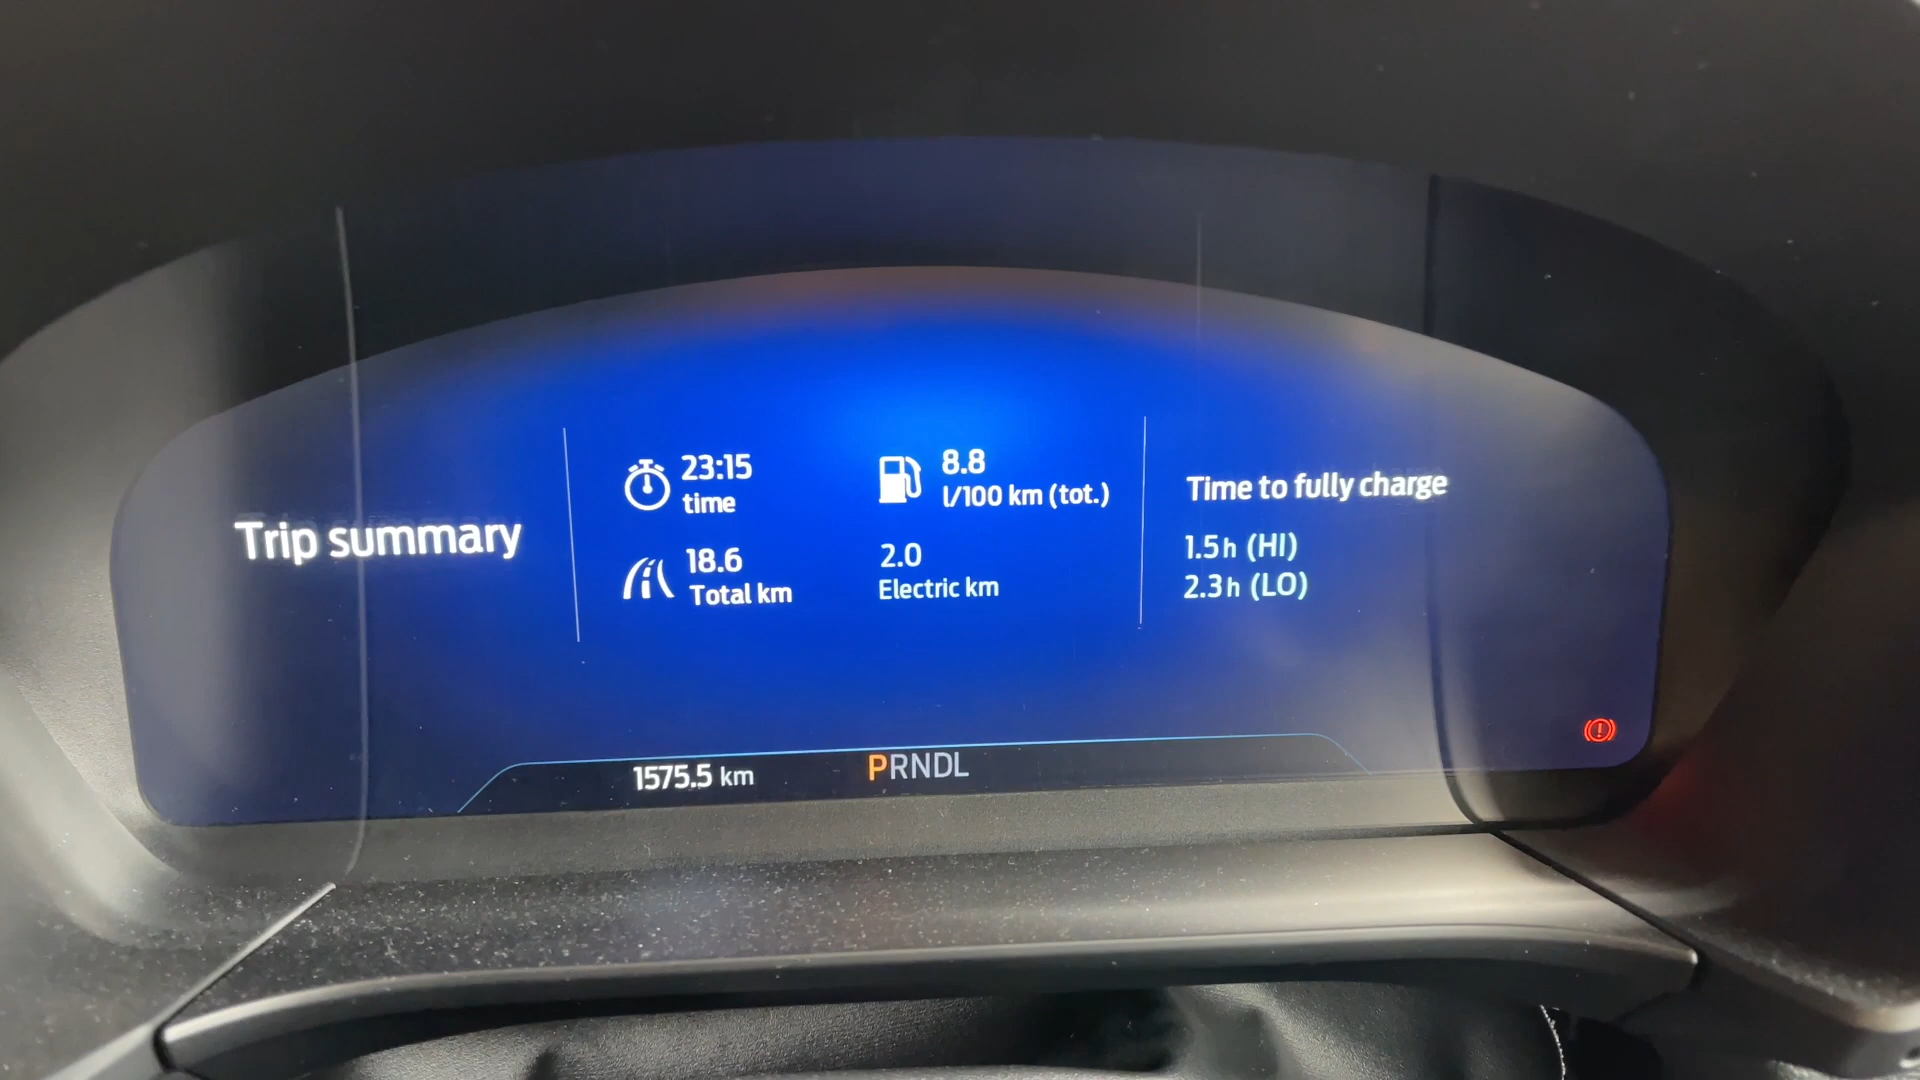 Trip summary
23:15
time
18.6
Total km
8.8
l/100 km (tot.)
2.0
Electric km
Time to fully charge
1.5h (HI)
2.3h (LO)
1575.5 km
PRNDL